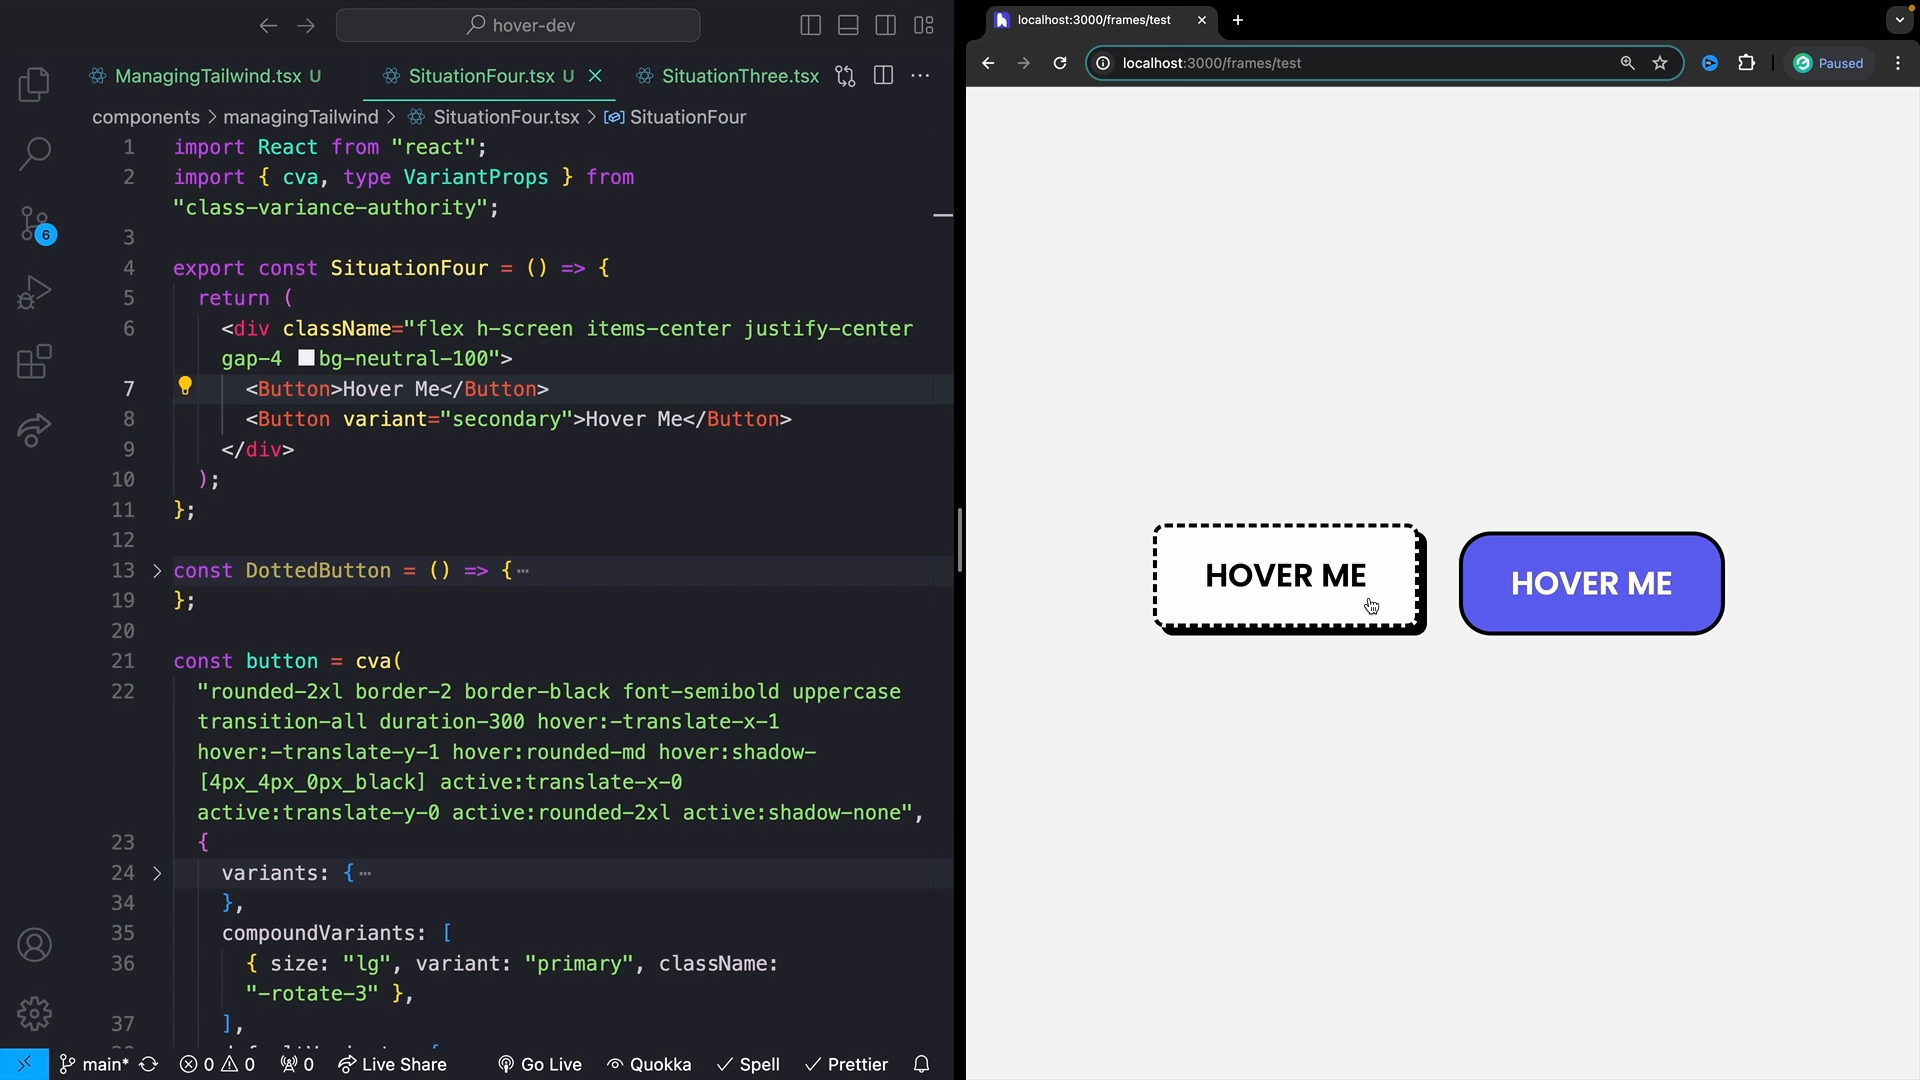 hover-dev
ManagingTailwind.tsx U
SituationFour.tsx U
SituationThree.tsx
components > managingTailwind > SituationFour.tsx > SituationFour
1 import React from "react";
2 import { cva, type VariantProps } from
"class-variance-authority";
3
4 export const SituationFour = () => {
5 return (
6 <div className="flex h-screen items-center justify-center
gap-4 bg-neutral-100">
7 <Button>Hover Me</Button>
8 <Button variant="secondary">Hover Me</Button>
9 </div>
10 );
11 };
12
13 const DottedButton = () => { ⋯
19 };
20
21 const button = cva(
22 "rounded-2xl border-2 border-black font-semibold uppercase
transition-all duration-300 hover:-translate-x-1
hover:-translate-y-1 hover:rounded-md hover:shadow-
[4px_4px_0px_black] active:translate-x-0
active:translate-y-0 active:rounded-2xl active:shadow-none",
23 {
24 variants: { ⋯
34 },
35 compoundVariants: [
36 { size: "lg", variant: "primary", className:
"-rotate-3" },
37 ],
6
main* 0 0 0 Live Share Go Live Quokka Spell Prettier
localhost:3000/frames/test
localhost:3000/frames/test
Paused
HOVER ME
HOVER ME